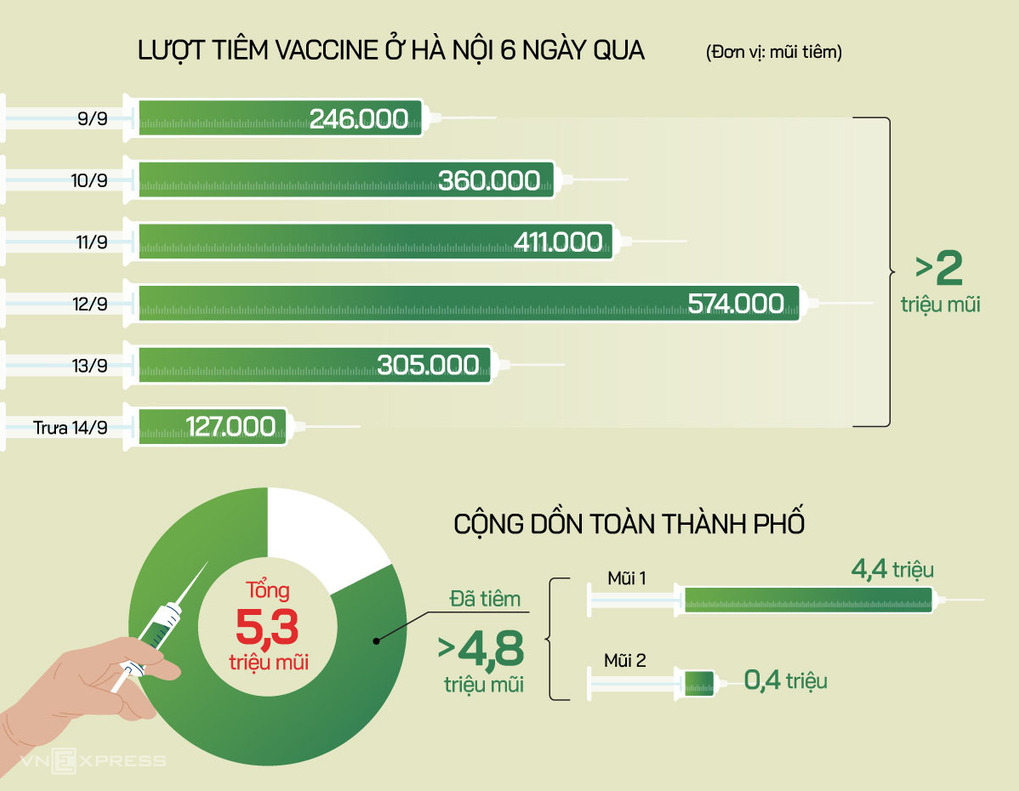 LƯỢT TIÊM VACCINE Ở HÀ NỘI 6 NGÀY QUA (Đơn vị: mũi tiêm)
9/9 246.000
10/9 360.000
11/9 411.000
12/9 574.000
13/9 305.000
Trưa 14/9 127.000
>2
triệu mũi
Tổng
5,3
triệu mũi
CỘNG DỒN TOÀN THÀNH PHỐ
Đã tiêm
>4,8
triệu mũi
Mũi 1
4,4 triệu
Mũi 2
0,4 triệu
VNEXPRESS